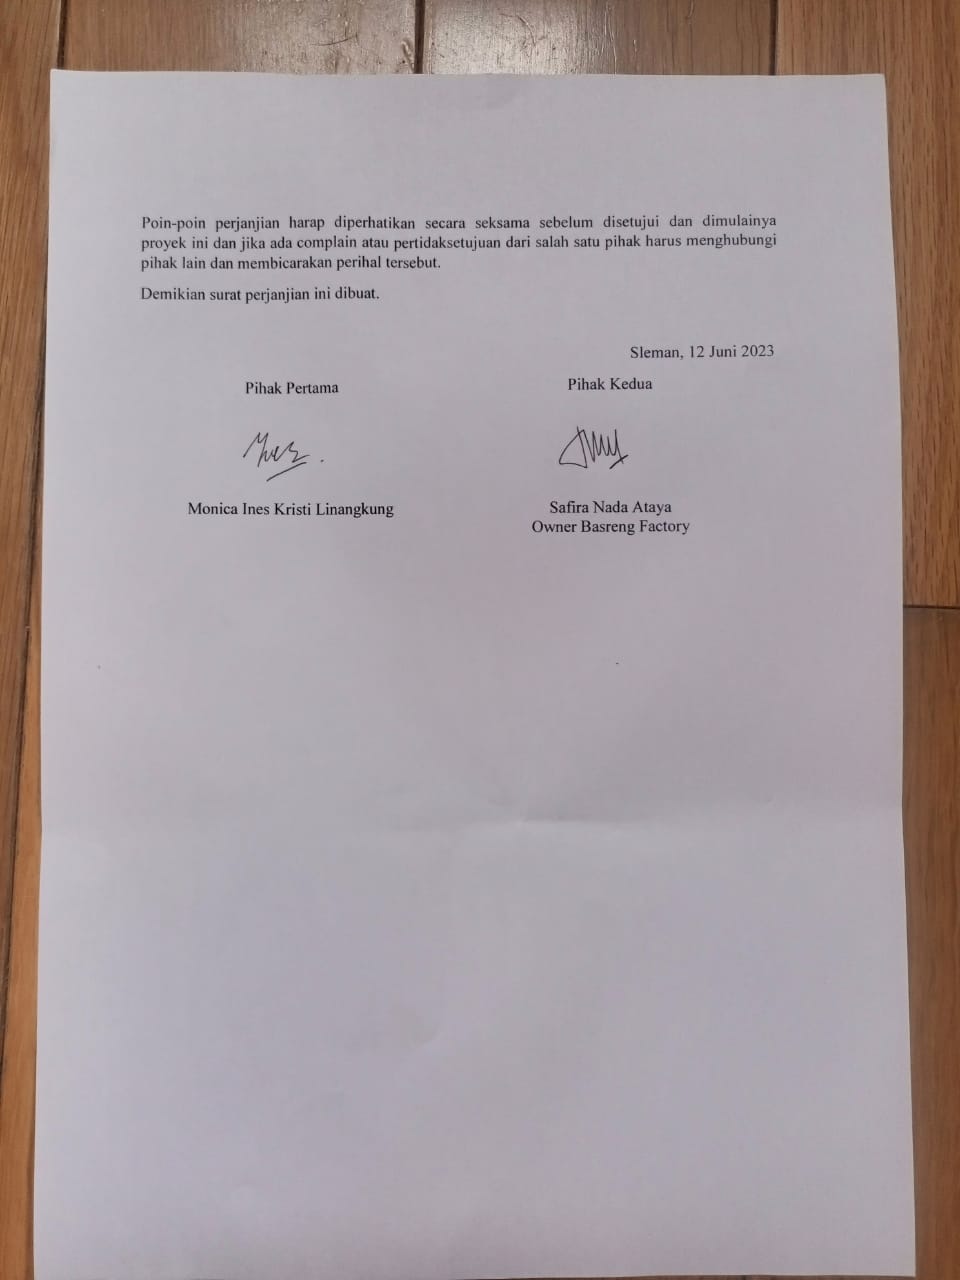 Poin-poin perjanjian harap diperhatikan secara seksama sebelum disetujui dan dimulainya
proyek ini dan jika ada complain atau pertidaksetujuan dari salah satu pihak harus menghubungi
pihak lain dan membicarakan perihal tersebut.
Demikian surat perjanjian ini dibuat.
Sleman, 12 Juni 2023
Pihak Pertama
Pihak Kedua
Monica Ines Kristi Linangkung
Safira Nada Ataya
Owner Basreng Factory